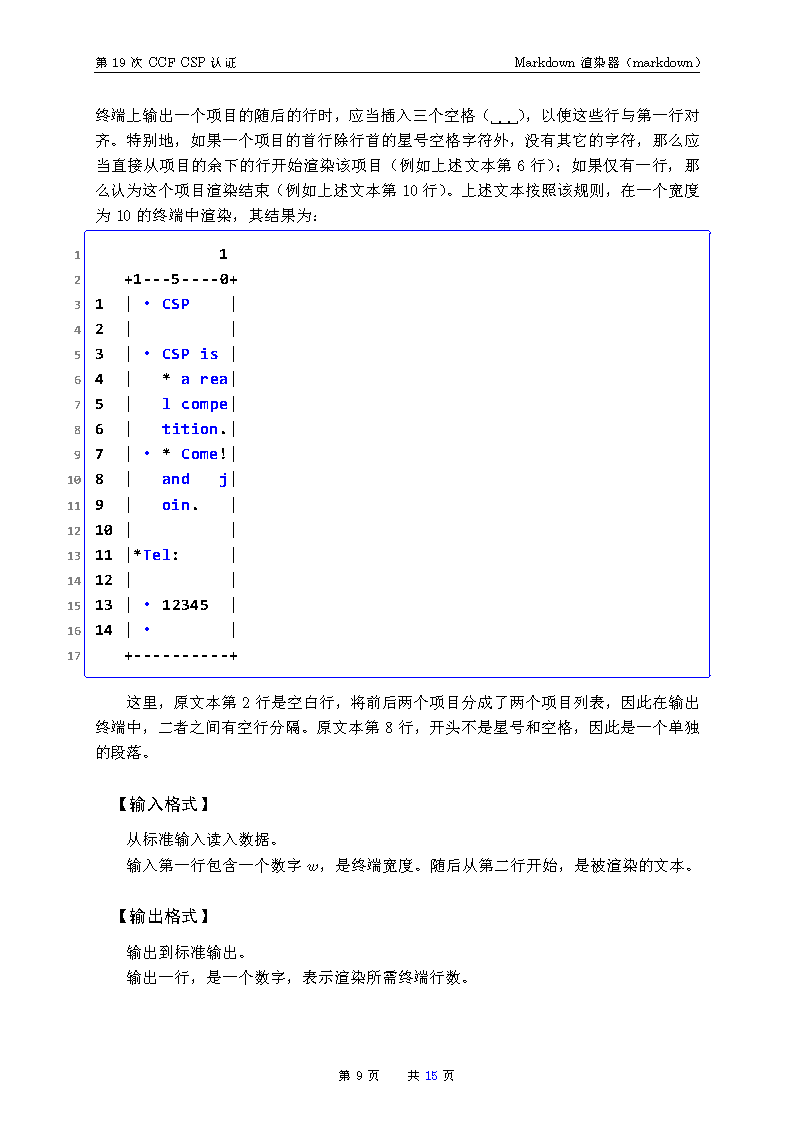 第 19 次 CCF CSP 认证 Markdown 渲染器（markdown）
终端上输出一个项目的随后的行时，应当插入三个空格（␣␣␣），以使这些行与第一行对
齐。特别地，如果一个项目的首行除行首的星号空格字符外，没有其它的字符，那么应
当直接从项目的余下的行开始渲染该项目（例如上述文本第 6 行）；如果仅有一行，那
么认为这个项目渲染结束（例如上述文本第 10 行）。上述文本按照该规则，在一个宽度
为 10 的终端中渲染，其结果为：
1              1
2    +1---5----0+
3 1  | · CSP    |
4 2  |          |
5 3  | · CSP is |
6 4  |   * a rea|
7 5  |   l compe|
8 6  |   tition.|
9 7  | · * Come!|
10 8  |   and   j|
11 9  |   oin.   |
12 10 |          |
13 11 |*Tel:     |
14 12 |          |
15 13 | · 12345  |
16 14 | ·        |
17    +----------+
这里，原文本第 2 行是空白行，将前后两个项目分成了两个项目列表，因此在输出
终端中，二者之间有空行分隔。原文本第 8 行，开头不是星号和空格，因此是一个单独
的段落。
【输入格式】
从标准输入读入数据。
输入第一行包含一个数字 w，是终端宽度。随后从第二行开始，是被渲染的文本。
【输出格式】
输出到标准输出。
输出一行，是一个数字，表示渲染所需终端行数。
第 9 页 共 15 页